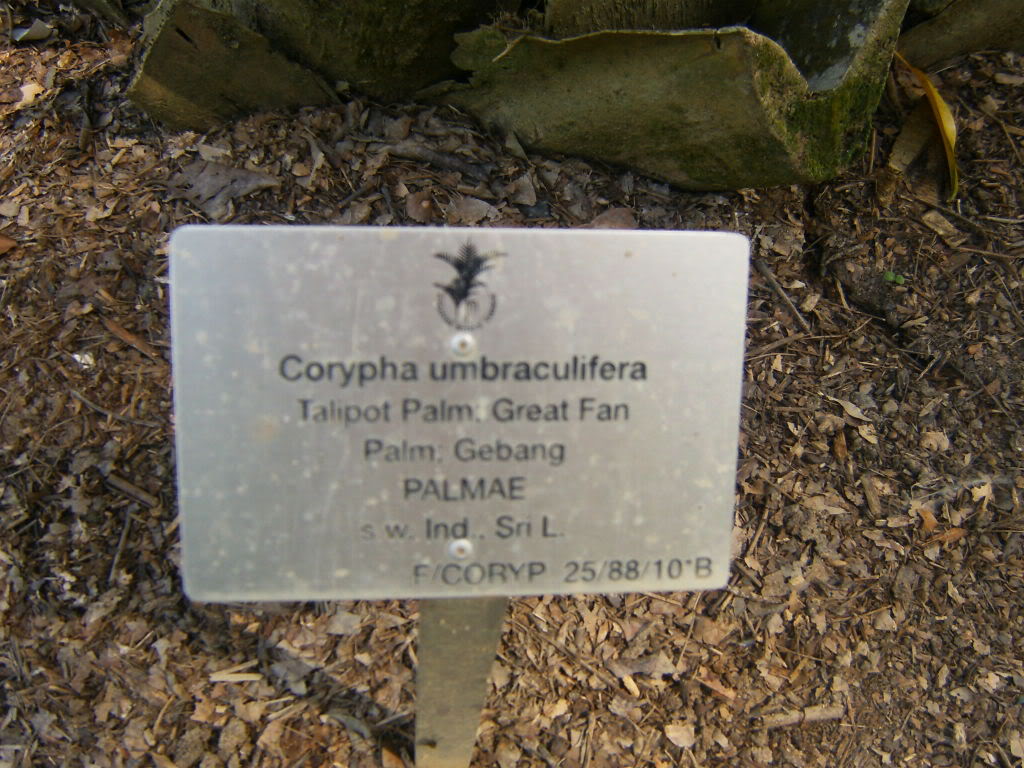 Corypha umbraculifera
Talipot Palm; Great Fan
Palm; Gebang
PALMAE
s w. Ind., Sri L.
F/CORYP 25/88/10*B